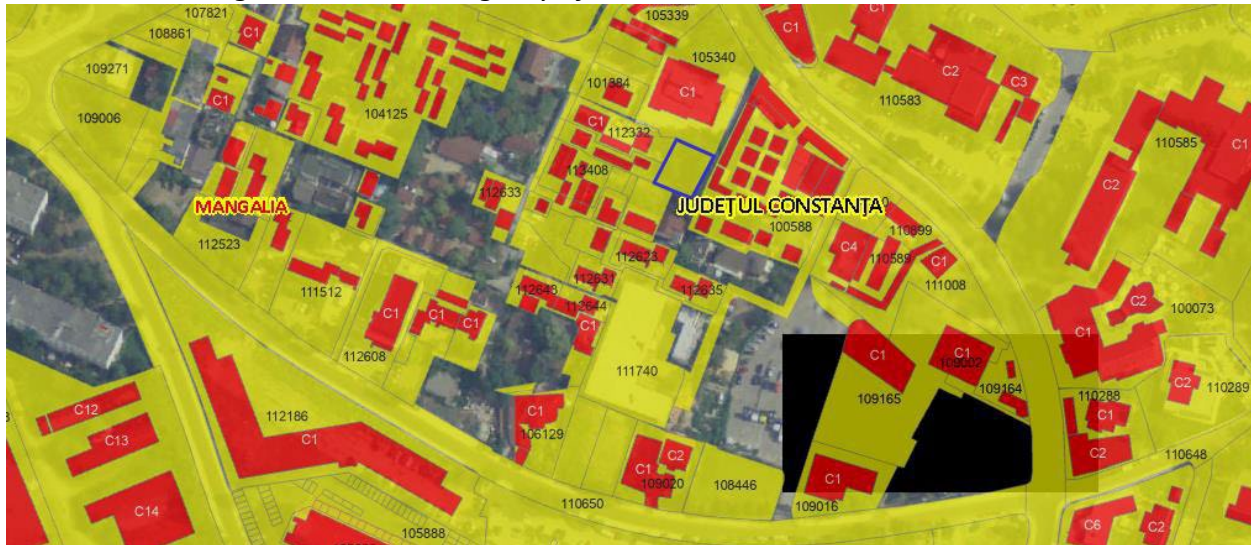 107821
108861
C1
109271
109006
C1
104125
105339
105340
101384
C1
C1
112332
113408
112633
C1
C2
C3
110583
110585
C1
C2
MANGALIA
JUDEȚUL CONSTANȚA
112523
100588
110899
C4
110589
C1
111008
112623
112631
112643
112644
112635
C1
111512
C1
C1
112608
111740
C1
109002
C1
109165
109164
C1
C2
100073
C2
110289
110288
C1
C2
110648
C12
C13
C14
112186
C1
C1
106129
C2
C1
109020
108446
C1
109016
110650
105888
C6
C2